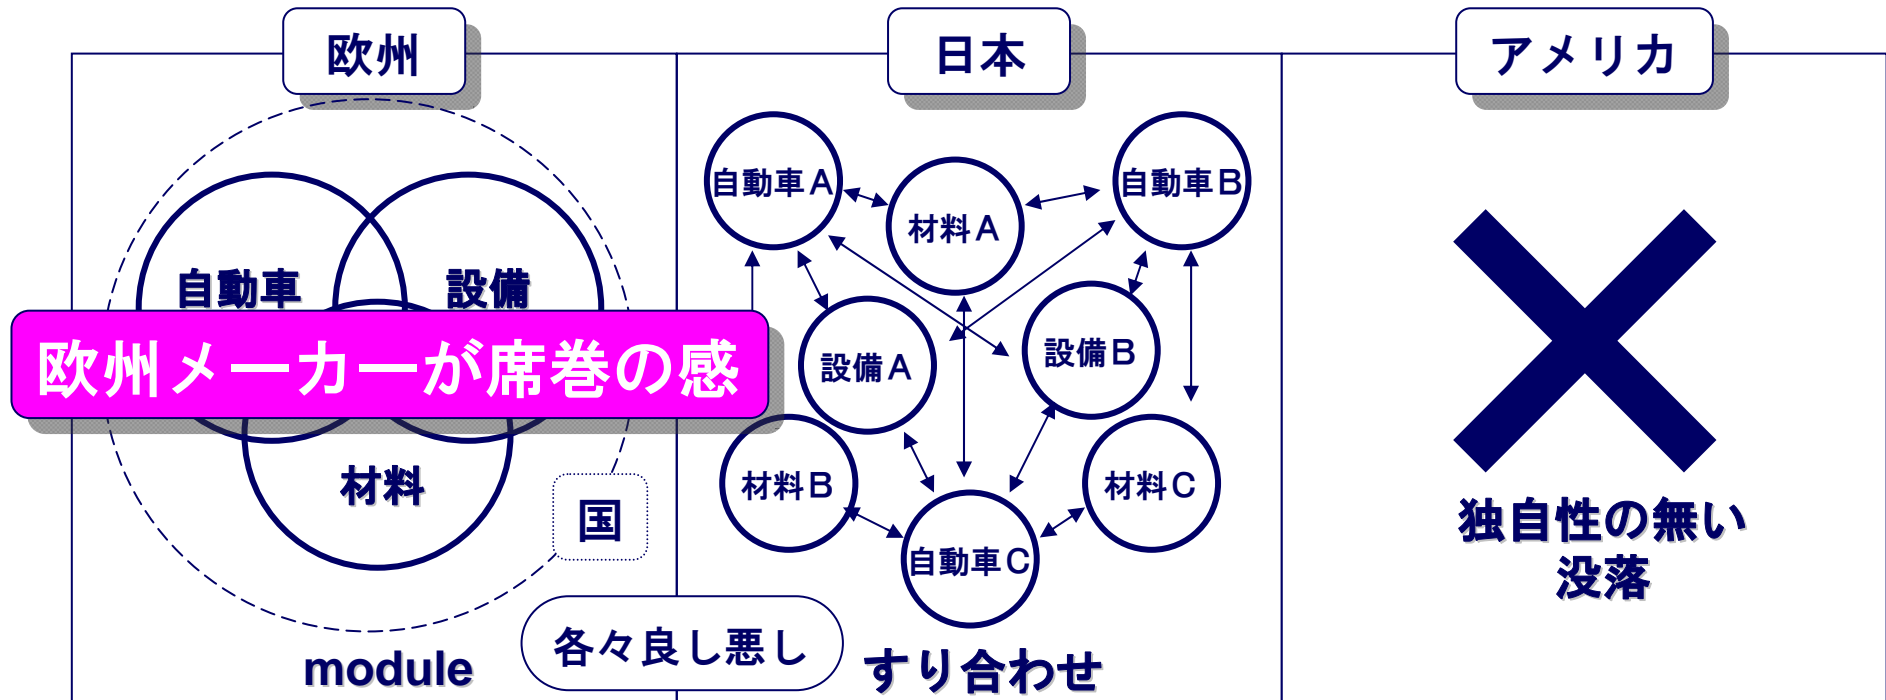 欧州
日本
アメリカ
自動車
設備
欧州メーカーが席巻の感
材料
国
module
各々良し悪し
自動車A
材料A
自動車B
設備A
設備B
材料B
材料C
自動車C
すり合わせ
独自性の無い
没落